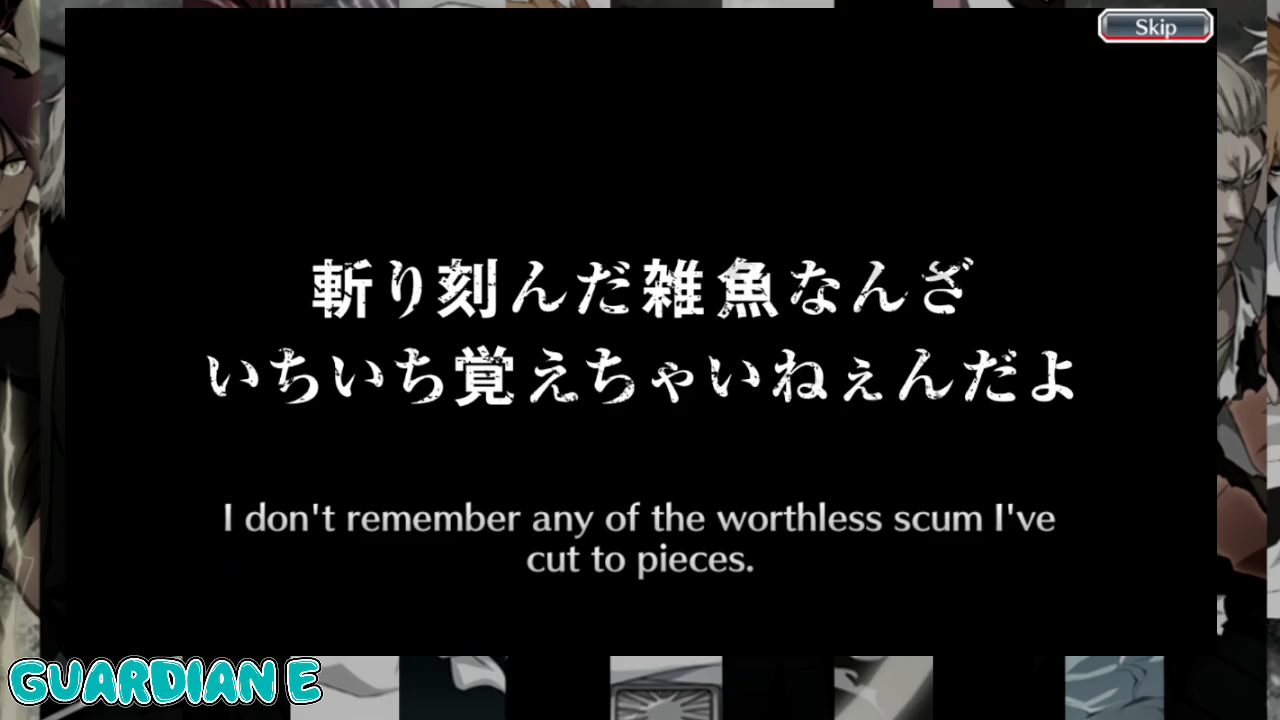 Skip
斬り刻んだ雑魚なんざ
いちいち覚えちゃいねぇんだよ
I don't remember any of the worthless scum I've
cut to pieces.
GUARDIAN E